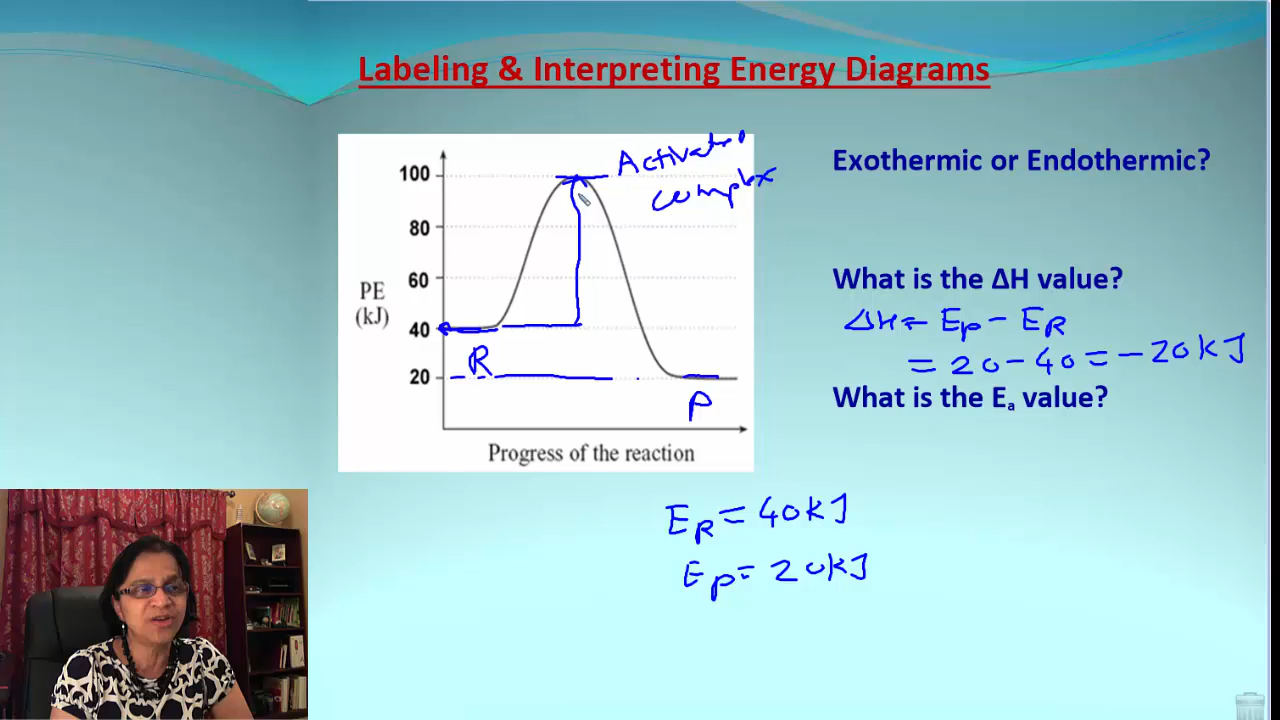 Labeling & Interpreting Energy Diagrams
Activated
complex
100
80
60
40
20
PE
(kJ)
R
P
Progress of the reaction
Exothermic or Endothermic?
What is the ΔH value?
ΔH = Ep - ER
= 20 - 40 = - 20 kJ
What is the Ea value?
ER = 40 kJ
Ep = 20 kJ